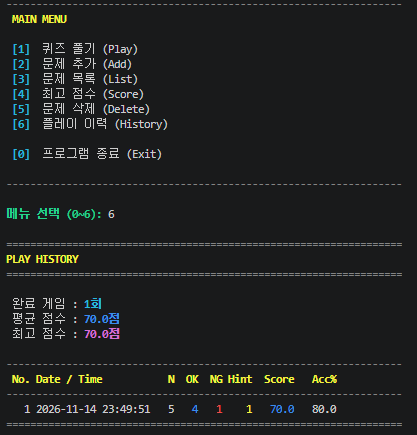 MAIN MENU
[1] 퀴즈 풀기 (Play)
[2] 문제 추가 (Add)
[3] 문제 목록 (List)
[4] 최고 점수 (Score)
[5] 문제 삭제 (Delete)
[6] 플레이 이력 (History)
[0] 프로그램 종료 (Exit)
메뉴 선택 (0~6): 6
PLAY HISTORY
완료 게임 : 1회
평균 점수 : 70.0점
최고 점수 : 70.0점
No. Date / Time N OK NG Hint Score Acc%
1 2026-11-14 23:49:51 5 4 1 1 70.0 80.0